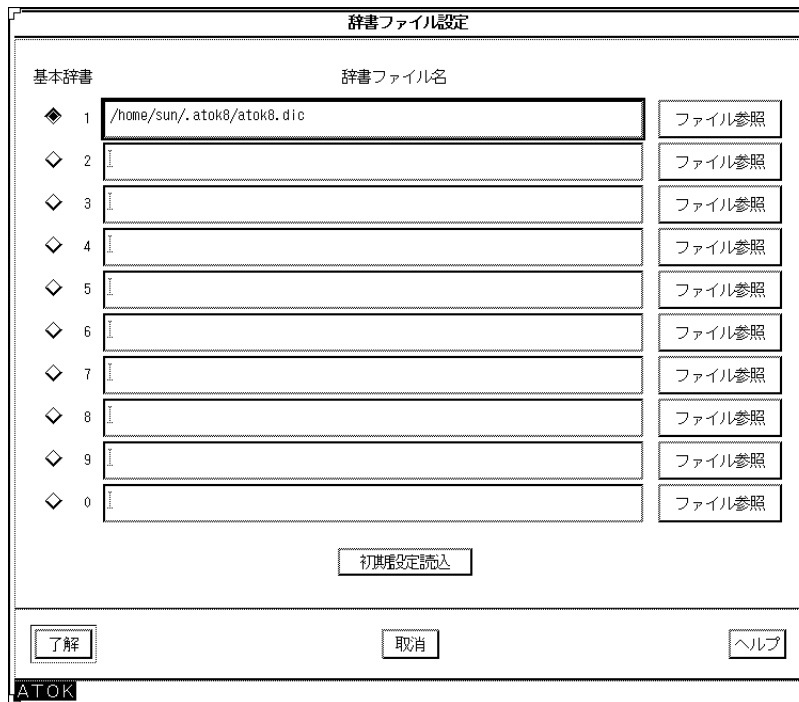 辞書ファイル設定
基本辞書 辞書ファイル名
1 /home/sun/.atok8/atok8.dic ファイル参照
2 ファイル参照
3 ファイル参照
4 ファイル参照
5 ファイル参照
6 ファイル参照
7 ファイル参照
8 ファイル参照
9 ファイル参照
0 ファイル参照
初期設定読込
了解 取消 ヘルプ
ATOK